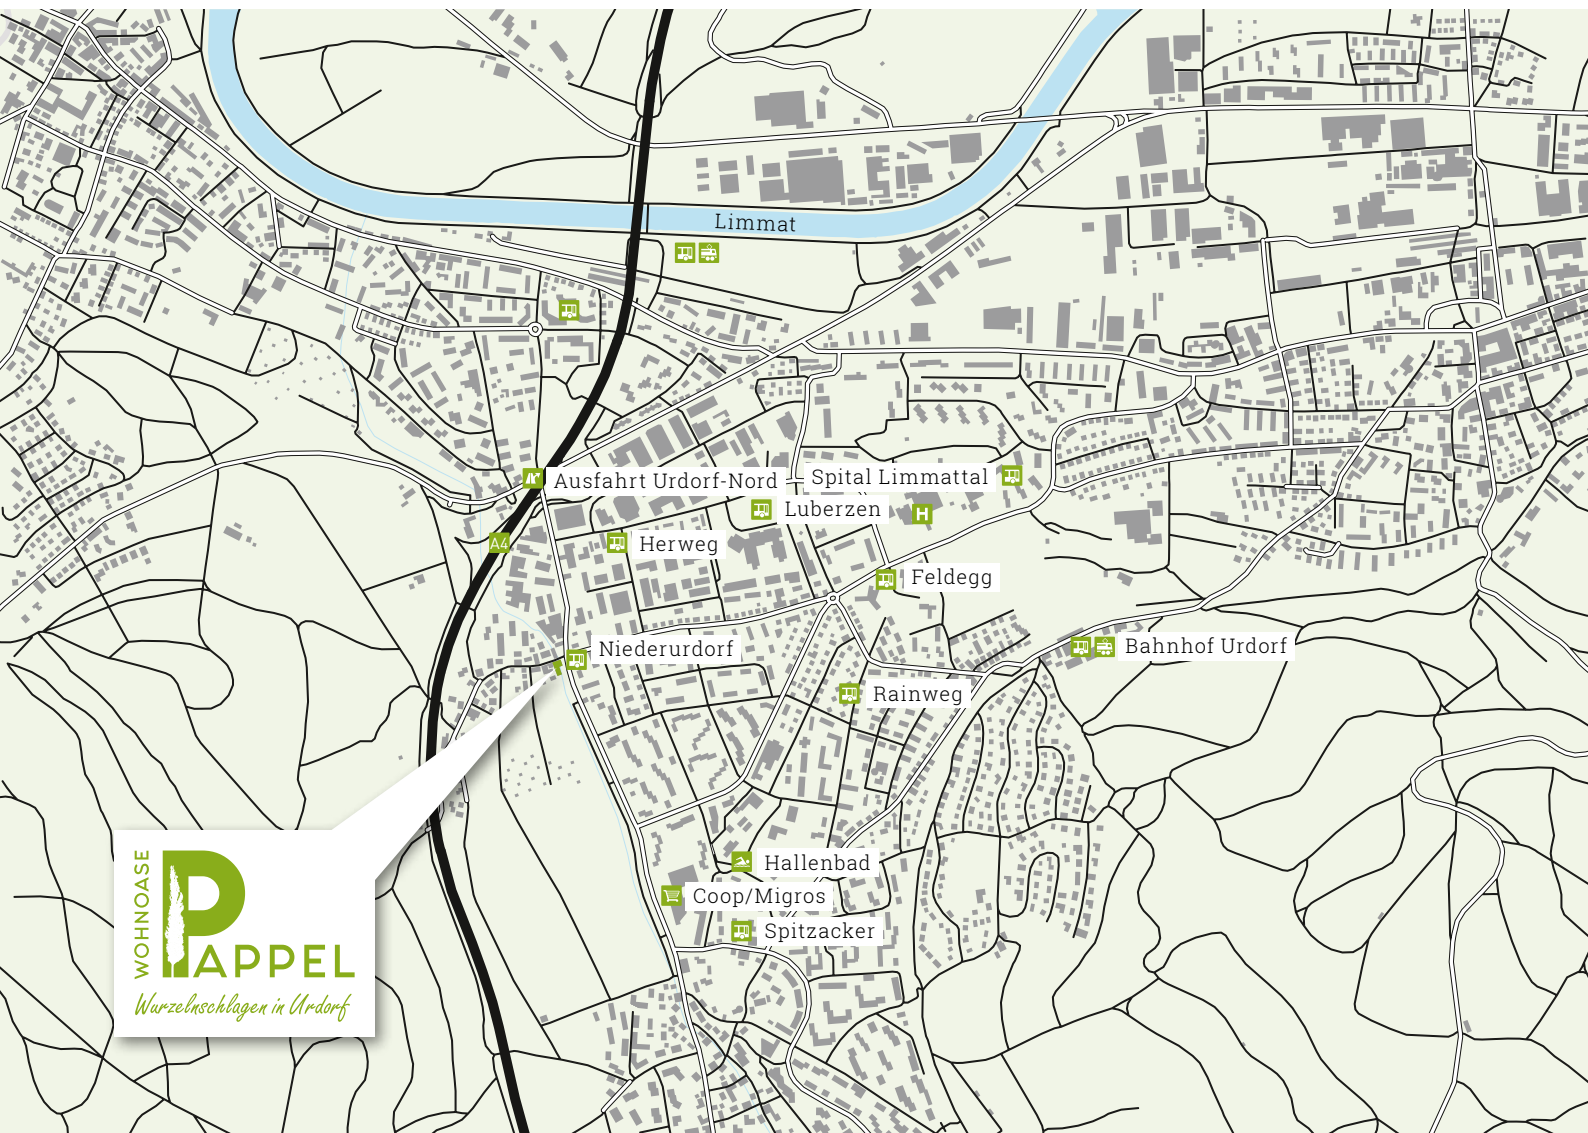 Limmat
Ausfahrt Urdorf-Nord
Spital Limmattal
Luberzen
H
A4
Herweg
Feldegg
Niederurdorf
Bahnhof Urdorf
Rainweg
Hallenbad
Coop/Migros
Spitzacker
WOHNOASE
PAPPEL
Wurzelnschlagen in Urdorf